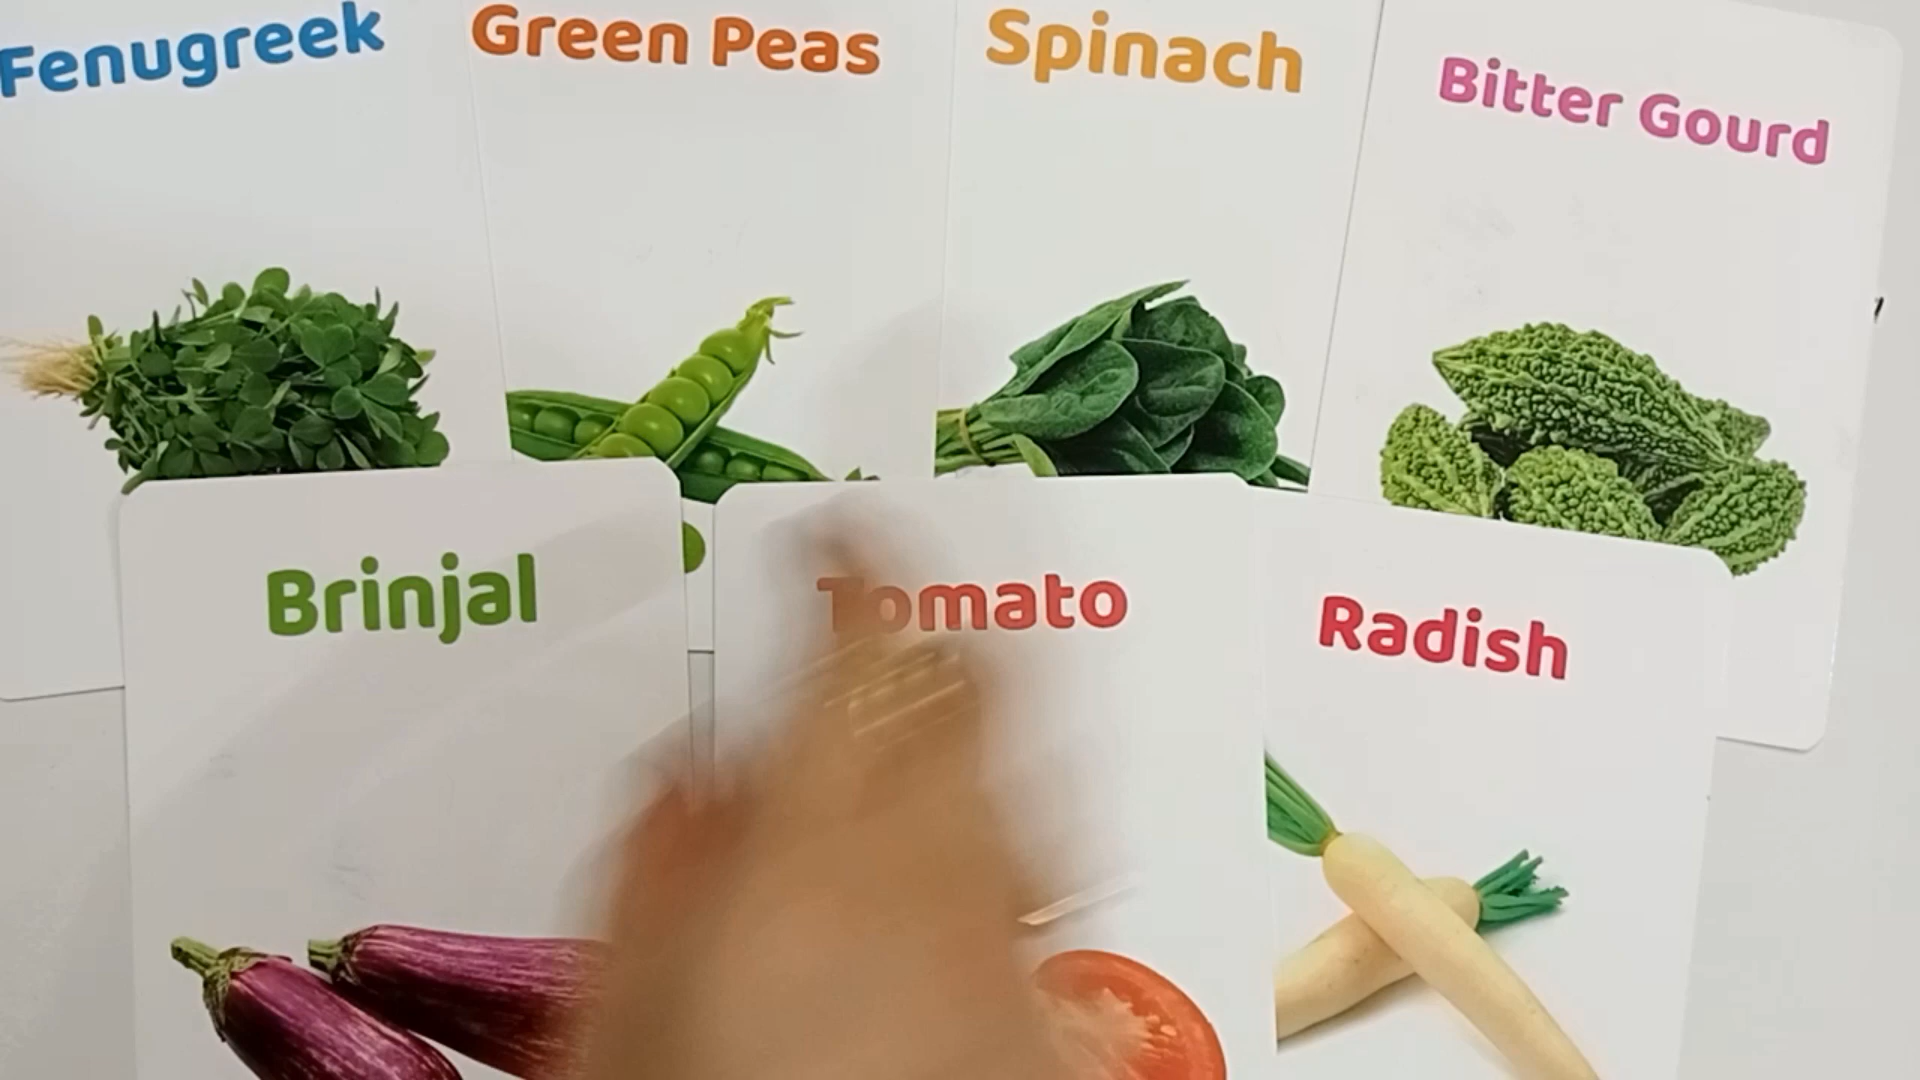 Fenugreek
Green Peas
Spinach
Bitter Gourd
Brinjal
Tomato
Radish